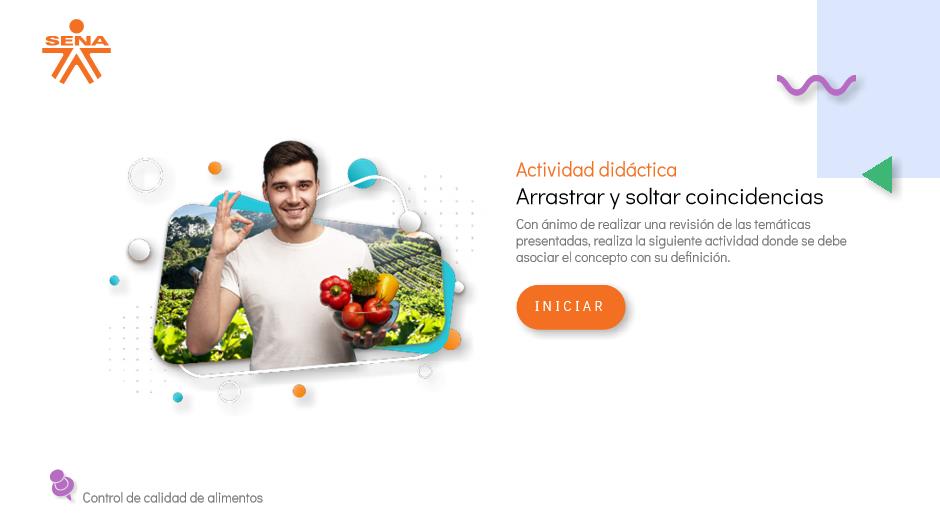 SENA
Actividad didáctica
Arrastrar y soltar coincidencias
Con ánimo de realizar una revisión de las temáticas
presentadas, realiza la siguiente actividad donde se debe
asociar el concepto con su definición.
INICIAR
Control de calidad de alimentos